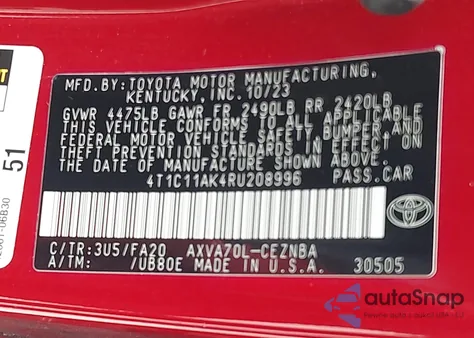 MFD.BY: TOYOTA MOTOR MANUFACTURING,
KENTUCKY, INC. 10/23
GVWR 4475LB GAWR FR 2490LB RR 2420LB
THIS VEHICLE CONFORMS TO ALL APPLICABLE
FEDERAL MOTOR VEHICLE SAFETY, BUMPER, AND
THEFT PREVENTION STANDARDS IN EFFECT ON
THE DATE OF MANUFACTURE SHOWN ABOVE.
4T1C11AK4RU208996 PASS.CAR
C/TR:3U5/FA20 AXVA70L-CEZNBA
A/TM: /UB80E MADE IN U.S.A. 30505
TOYOTA
51
autoSnap